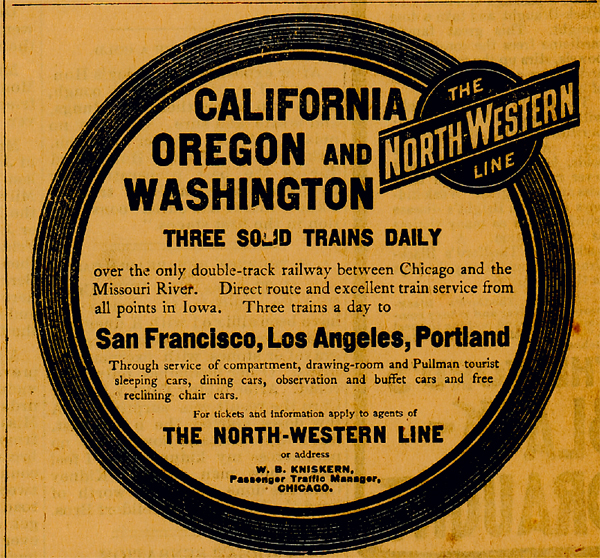 CALIFORNIA
OREGON AND
WASHINGTON
THE
NORTH-WESTERN
LINE
THREE SOLID TRAINS DAILY
over the only double-track railway between Chicago and the
Missouri River. Direct route and excellent train service from
all points in Iowa. Three trains a day to
San Francisco, Los Angeles, Portland
Through service of compartment, drawing-room and Pullman tourist
sleeping cars, dining cars, observation and buffet cars and free
reclining chair cars.
For tickets and information apply to agents of
THE NORTH-WESTERN LINE
or address
W. B. KNISKERN,
Passenger Traffic Manager,
CHICAGO.